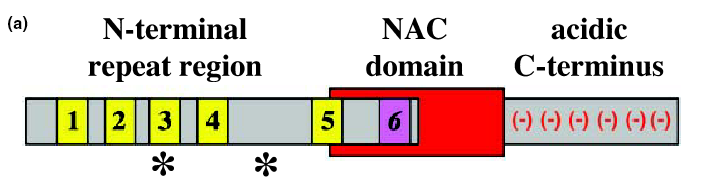 (a)
N-terminal
repeat region
NAC
domain
acidic
C-terminus
1 2 3 4 5 6 (-) (-) (-) (-) (-) (-)
* *